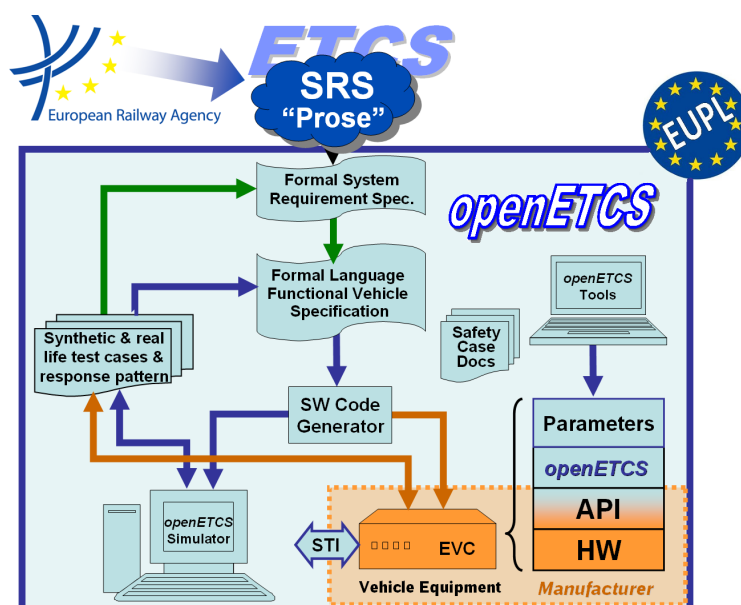 ETCS
SRS
“Prose”
European Railway Agency
EUPL
Formal System
Requirement Spec.
openETCS
Formal Language
Functional Vehicle
Specification
openETCS
Tools
Synthetic & real
life test cases &
response pattern
Safety
Case
Docs
SW Code
Generator
Parameters
openETCS
API
HW
openETCS
Simulator
STI
EVC
Vehicle Equipment
Manufacturer